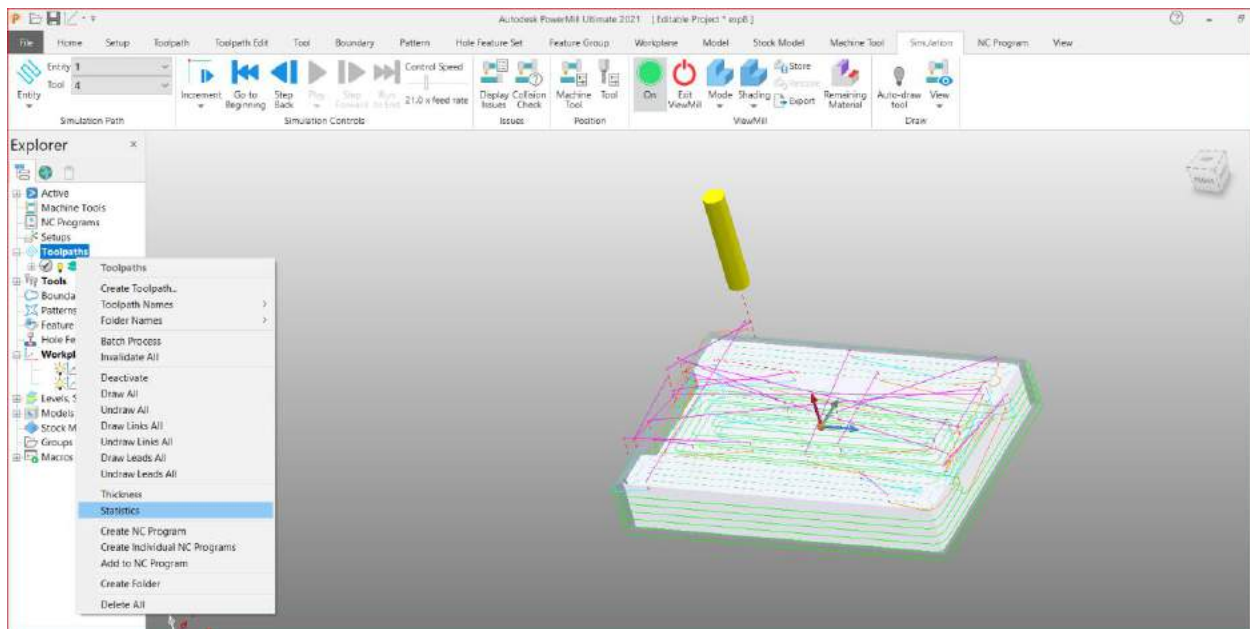 Autodesk PowerMill Ultimate 2021 [Editable Project * exp8 ]
File Home Setup Toolpath Toolpath Edit Tool Boundary Pattern Hole Feature Set Feature Group Workplane Model Stock Model Machine Tool Simulation NC Program View
Entity 1
Tool 4
Entity
Simulation Path
Increment
Go to Beginning
Step Back
Play
Step Forward
Run to End
Control Speed
21.0 x feed rate
Simulation Controls
Display Issues
Collision Check
Issues
Machine Tool
Tool
Position
On
Exit ViewMill
Mode
Shading
Store
Restore
Export
Remaining Material
ViewMill
Auto-draw tool
View
Draw
Explorer
Active
Machine Tools
NC Programs
Setups
Toolpaths
Tools
Bounda
Patterns
Feature
Hole Fe
Workpl
Levels, S
Models
Stock M
Groups
Macros
Toolpaths
Create Toolpath...
Toolpath Names
Folder Names
Batch Process
Invalidate All
Deactivate
Draw All
Undraw All
Draw Links All
Undraw Links All
Draw Leads All
Undraw Leads All
Thickness
Statistics
Create NC Program
Create Individual NC Programs
Add to NC Program
Create Folder
Delete All